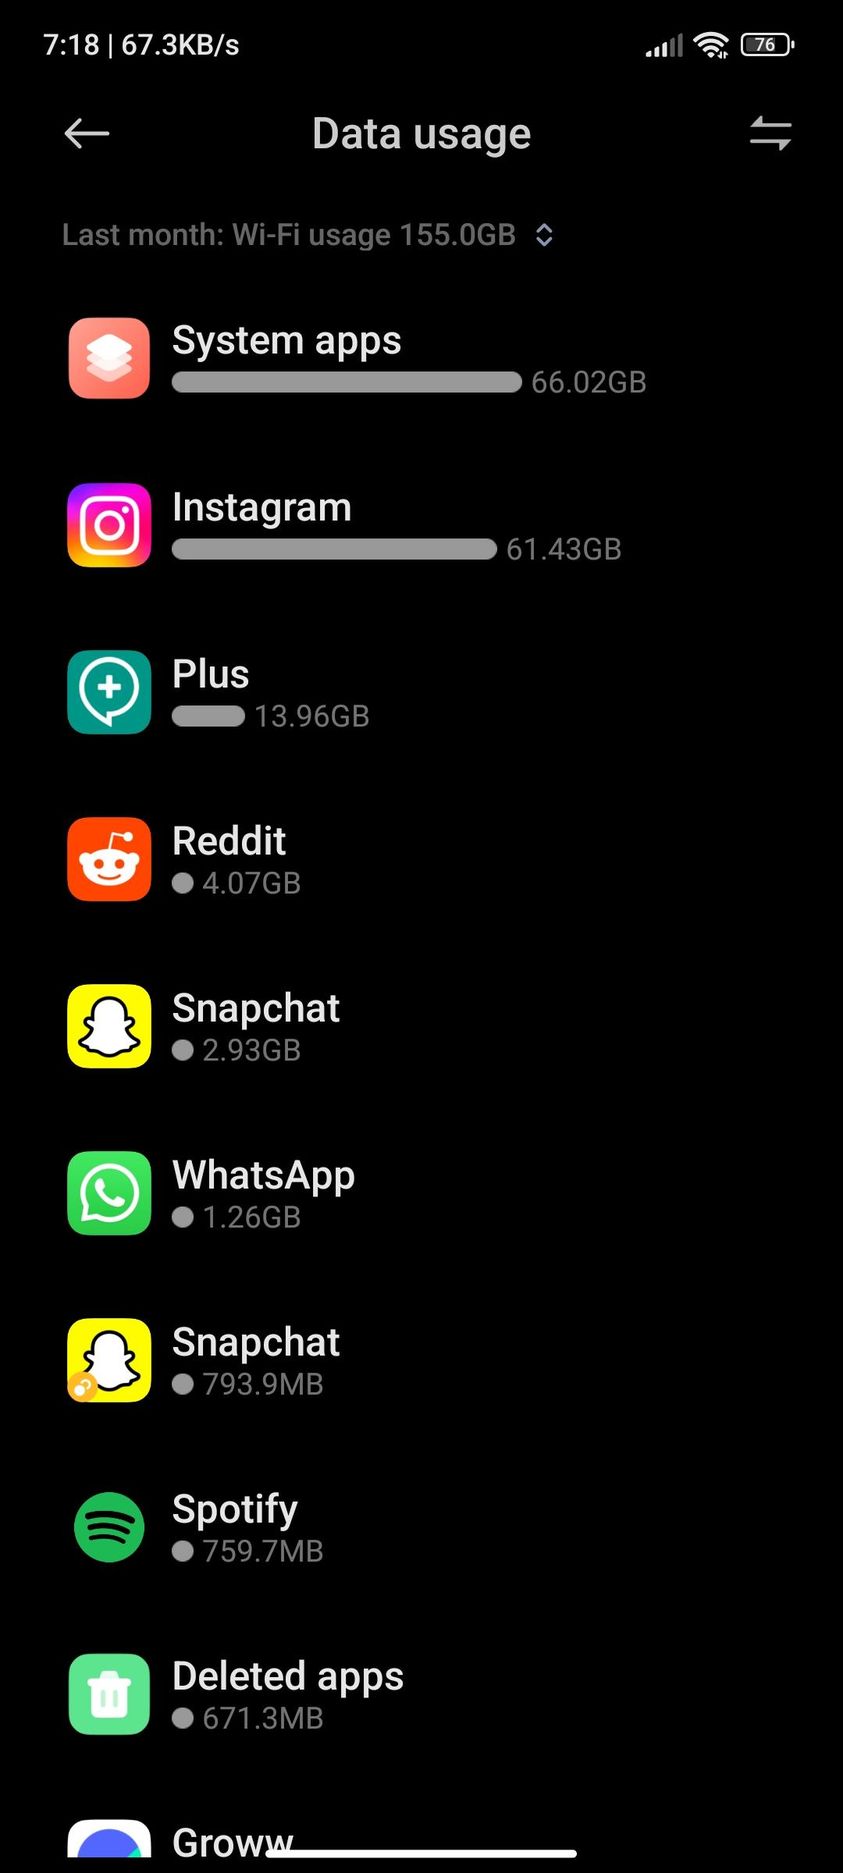 7:18 | 67.3KB/s
76
Data usage
Last month: Wi-Fi usage 155.0GB
System apps
66.02GB
Instagram
61.43GB
Plus
13.96GB
Reddit
4.07GB
Snapchat
2.93GB
WhatsApp
1.26GB
Snapchat
793.9MB
Spotify
759.7MB
Deleted apps
671.3MB
Groww